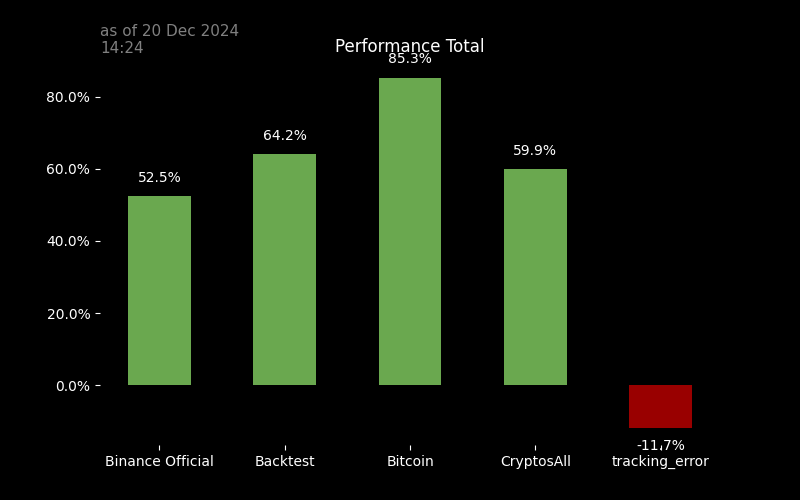 as of 20 Dec 2024
14:24
Performance Total
85.3%
80.0%
64.2%
60.0%
59.9%
52.5%
40.0%
20.0%
0.0%
-11.7%
Binance Official
Backtest
Bitcoin
CryptosAll
tracking_error